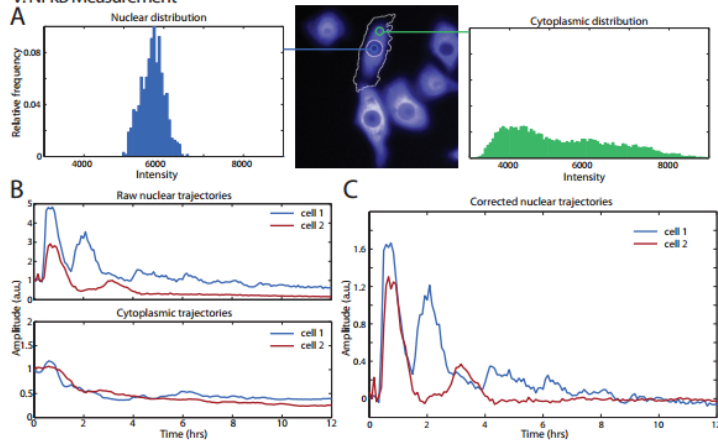 V. NFκB Measurement
A
Nuclear distribution
Cytoplasmic distribution
Relative frequency
0.08
0.04
0
4000
6000
8000
Intensity
4000
6000
8000
Intensity
B
Raw nuclear trajectories
5
4
3
2
1
0
cell 1
cell 2
Cytoplasmic trajectories
2
1.5
1
0.5
0
cell 1
cell 2
Amplitude (a.u.)
0
2
4
6
8
10
12
Time (hrs)
C
Corrected nuclear trajectories
1.6
1.2
0.8
0.4
0
cell 1
cell 2
Amplitude (a.u.)
0
2
4
6
8
10
12
Time (hrs)